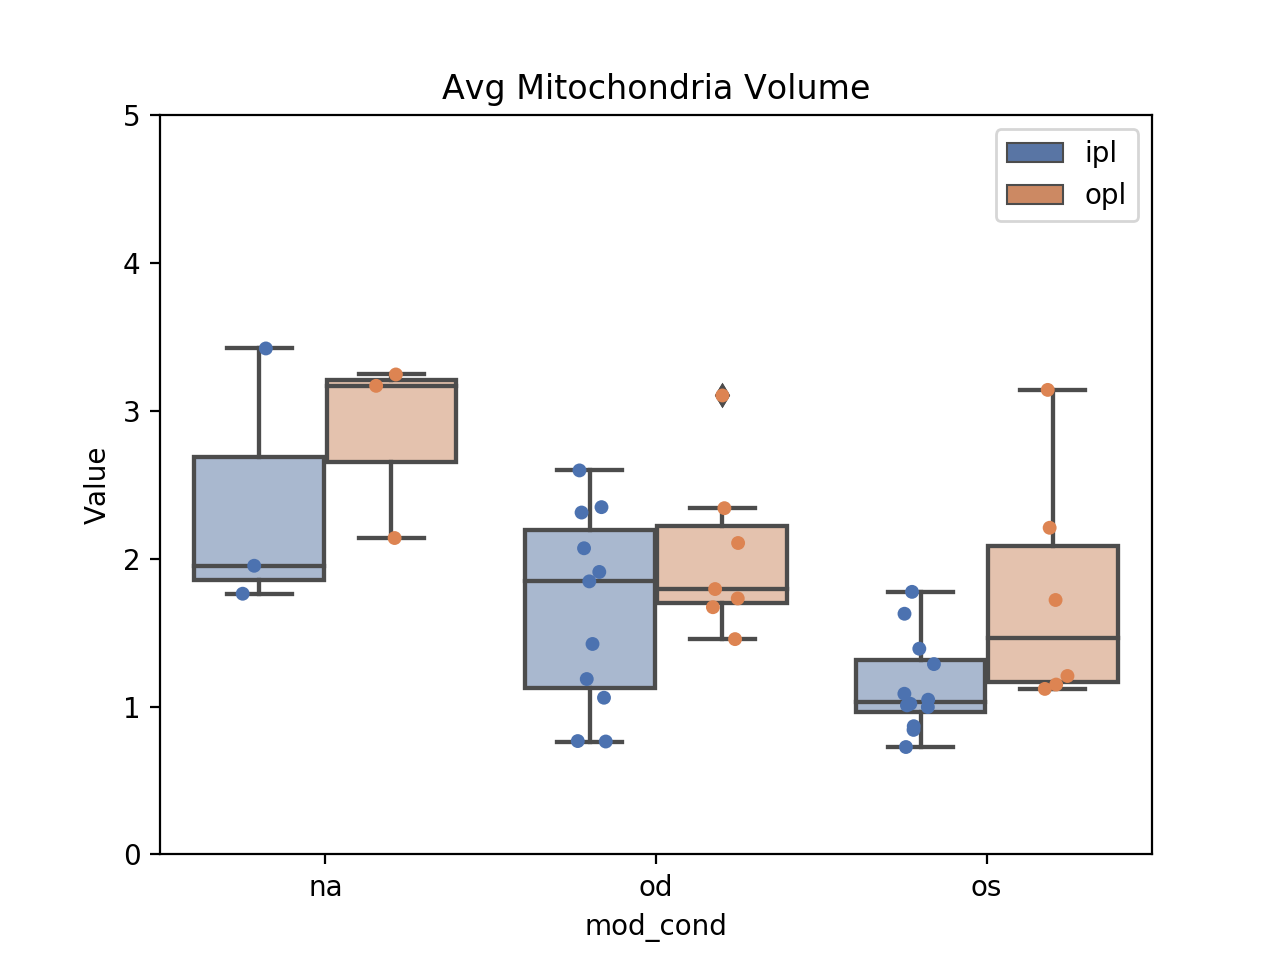 Avg Mitochondria Volume
5
4
3
2
1
0
Value
ipl
opl
na od os
mod_cond